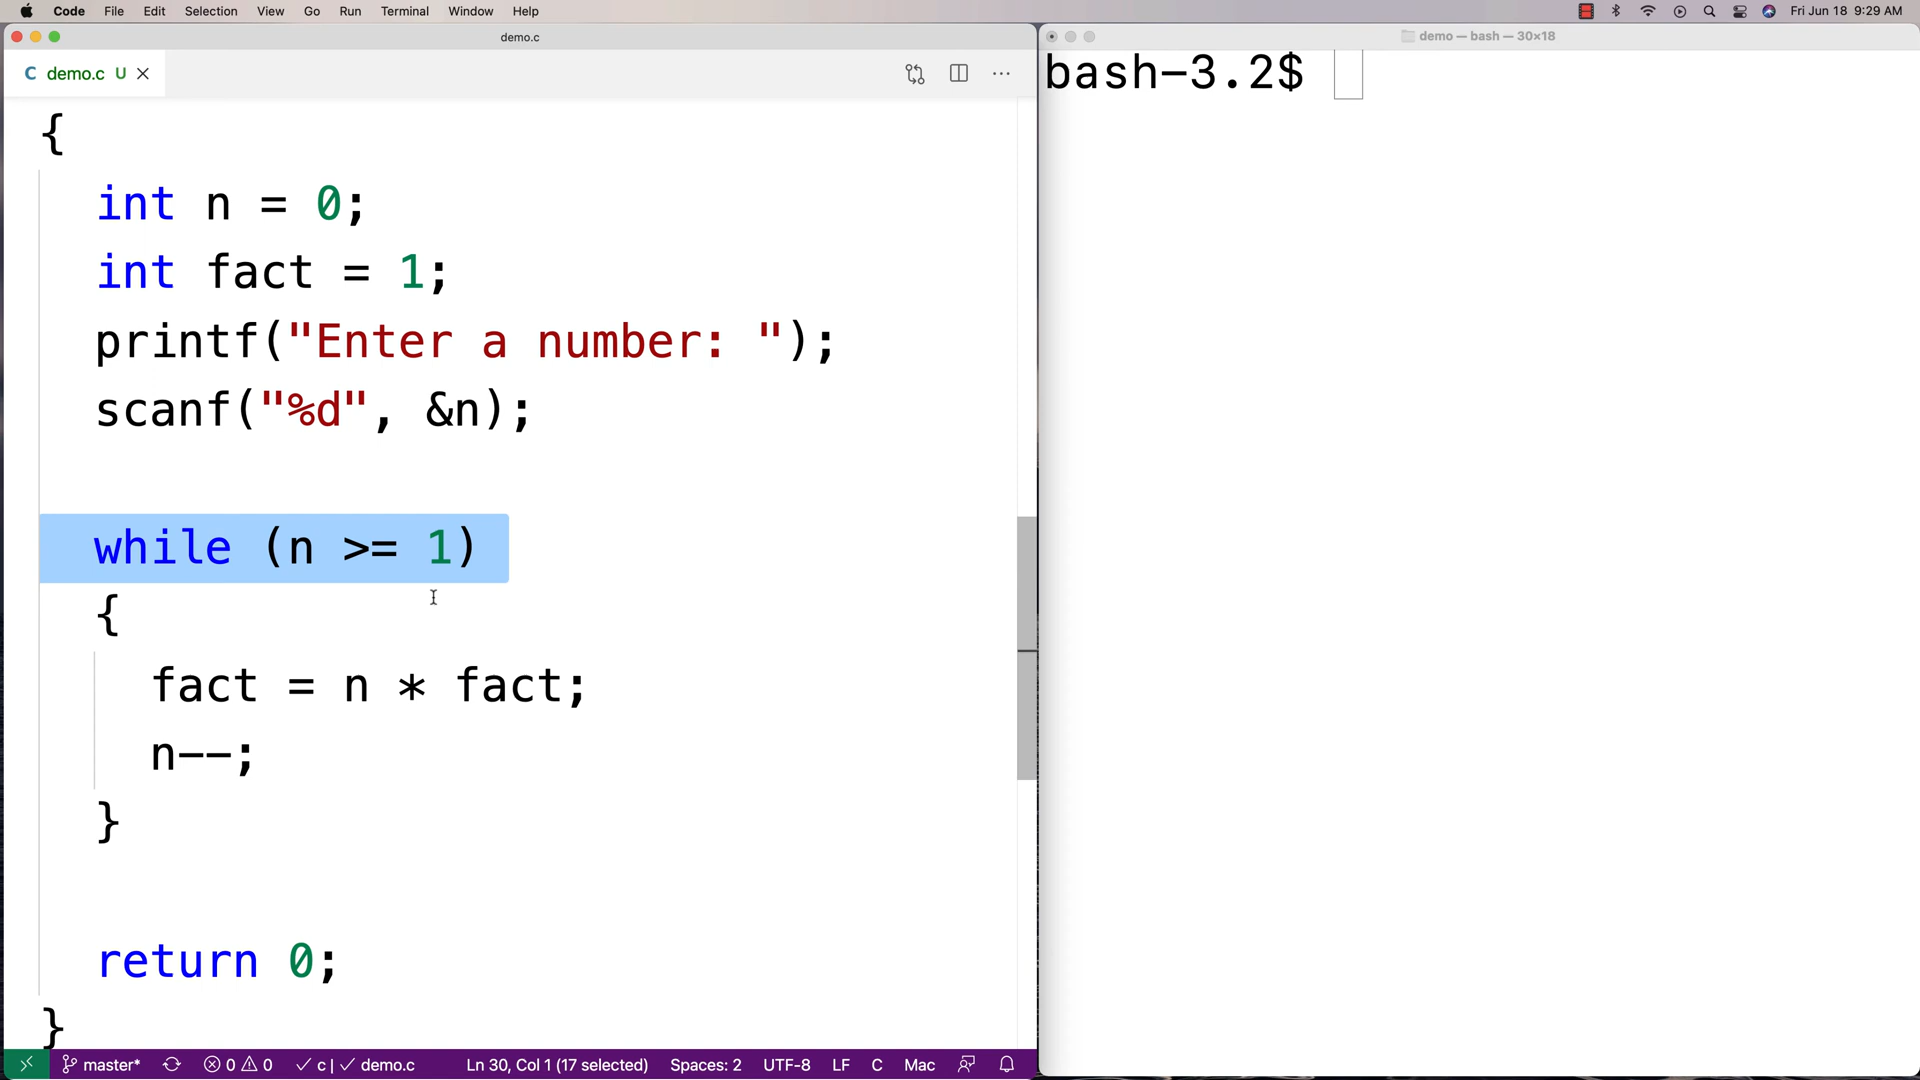 Code File Edit Selection View Go Run Terminal Window Help Fri Jun 18 9:29 AM
demo.c
demo — bash — 30×18
C demo.c U
bash-3.2$
{
int n = 0;
int fact = 1;
printf("Enter a number: ");
scanf("%d", &n);
while (n >= 1)
{
fact = n * fact;
n--;
}
return 0;
}
master* 0 0 ✓ c | ✓ demo.c Ln 30, Col 1 (17 selected) Spaces: 2 UTF-8 LF C Mac